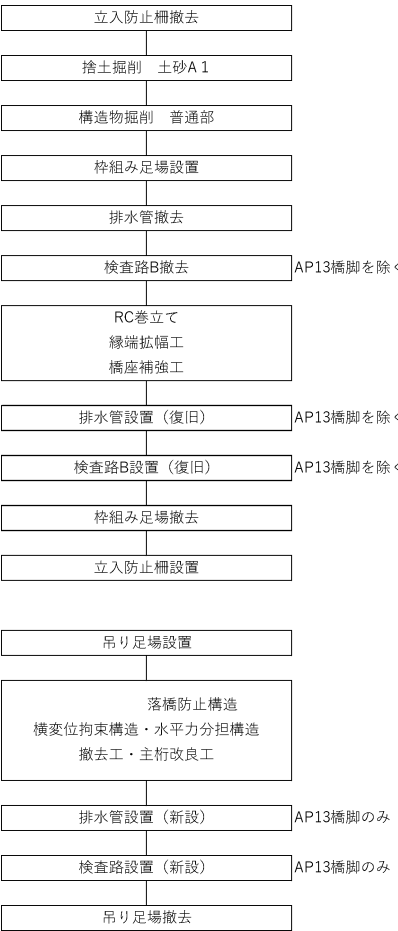 立入防止柵撤去
捨土掘削　土砂A１
構造物掘削　普通部
枠組み足場設置
排水管撤去
検査路B撤去 AP13橋脚を除く
RC巻立て
縁端拡幅工
橋座補強工
排水管設置（復旧） AP13橋脚を除く
検査路B設置（復旧） AP13橋脚を除く
枠組み足場撤去
立入防止柵設置
吊り足場設置
落橋防止構造
横変位拘束構造・水平力分担構造
撤去工・主桁改良工
排水管設置（新設） AP13橋脚のみ
検査路設置（新設） AP13橋脚のみ
吊り足場撤去